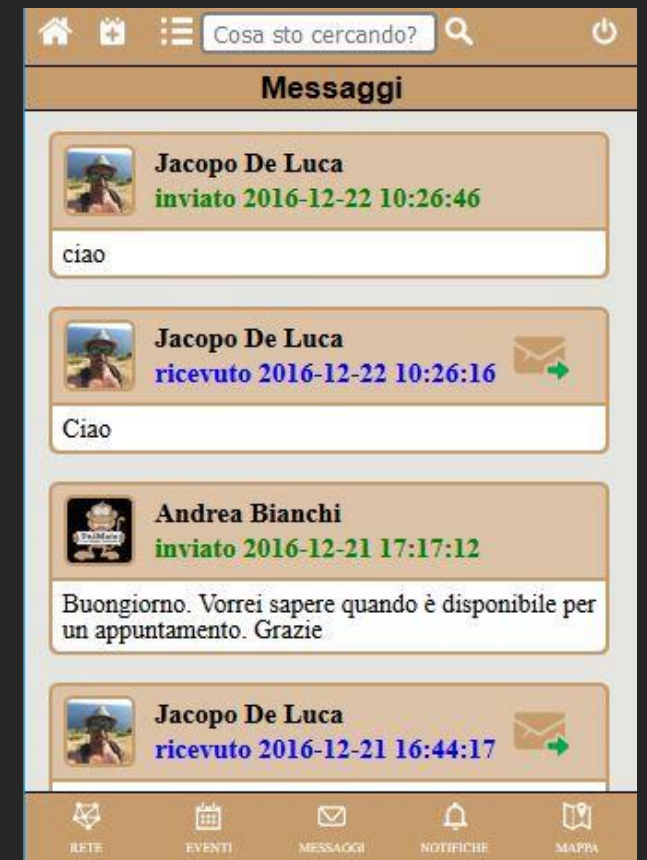 Cosa sto cercando?
Messaggi
Jacopo De Luca
inviato 2016-12-22 10:26:46
ciao
Jacopo De Luca
ricevuto 2016-12-22 10:26:16
Ciao
Andrea Bianchi
inviato 2016-12-21 17:17:12
Buongiorno. Vorrei sapere quando è disponibile per
un appuntamento. Grazie
Jacopo De Luca
ricevuto 2016-12-21 16:44:17
RETE EVENTI MESSAGGI NOTIFICHE MAPPA